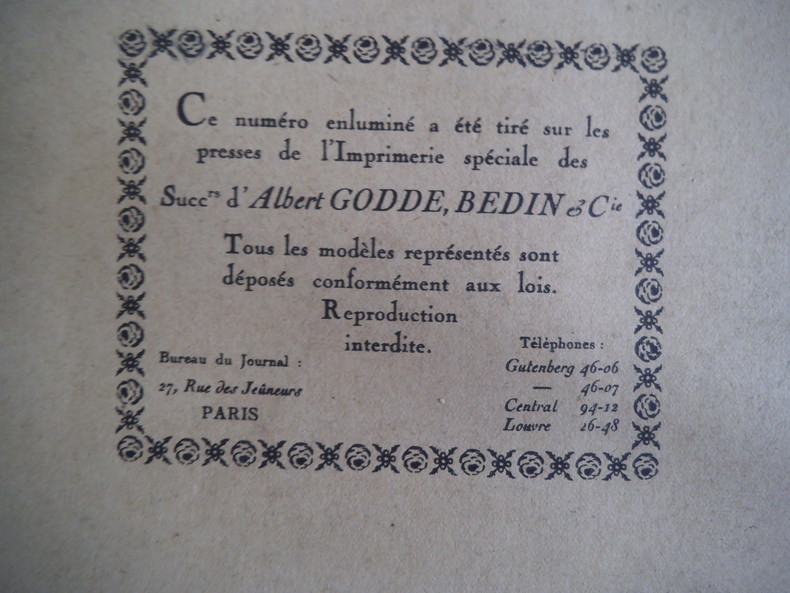 Ce numéro enluminé a été tiré sur les
presses de l'Imprimerie spéciale des
Succrs d'Albert GODDE, BEDIN & Cie
Tous les modèles représentés sont
déposés conformément aux lois.
Reproduction
interdite.
Bureau du Journal :
27, Rue des Jeûneurs
PARIS
Téléphones :
Gutenberg 46-06
— 46-07
Central 94-12
Louvre 26-48